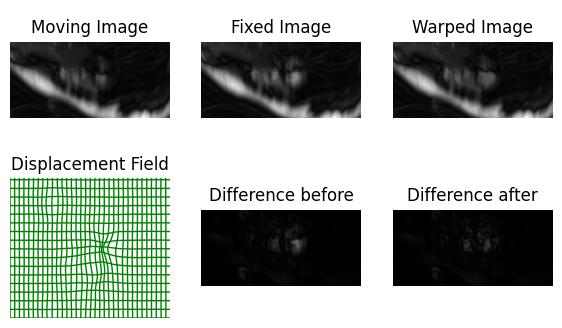 Moving Image
Fixed Image
Warped Image
Displacement Field
Difference before
Difference after